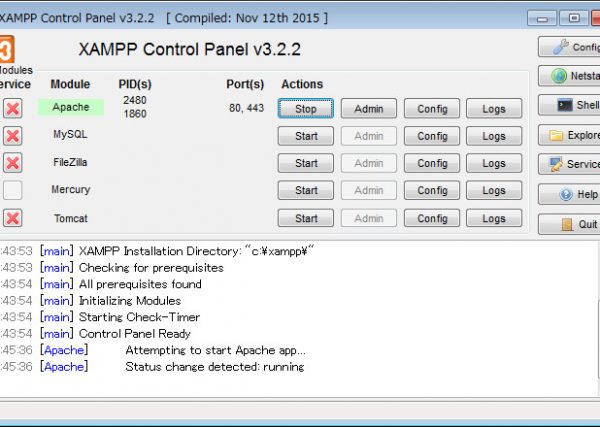 XAMPP Control Panel v3.2.2 [ Compiled: Nov 12th 2015 ]
XAMPP Control Panel v3.2.2
Modules
Service Module PID(s) Port(s) Actions
Apache 2480 1860 80, 443 Stop Admin Config Logs
MySQL Start Admin Config Logs
FileZilla Start Admin Config Logs
Mercury Start Admin Config Logs
Tomcat Start Admin Config Logs
Config
Netstat
Shell
Explorer
Services
Help
Quit
:43:53 [main] XAMPP Installation Directory: "c:¥xampp¥"
:43:53 [main] Checking for prerequisites
:43:54 [main] All prerequisites found
:43:54 [main] Initializing Modules
:43:54 [main] Starting Check-Timer
:43:54 [main] Control Panel Ready
:45:36 [Apache] Attempting to start Apache app...
:45:36 [Apache] Status change detected: running